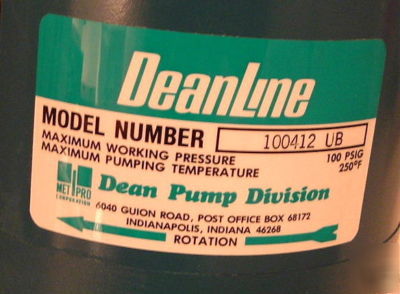 DeanLine
MODEL NUMBER 100412 UB
MAXIMUM WORKING PRESSURE 100 PSIG
MAXIMUM PUMPING TEMPERATURE 250°F
MET PRO
CORPORATION
Dean Pump Division
6040 GUION ROAD, POST OFFICE BOX 68172
INDIANAPOLIS, INDIANA 46268
ROTATION